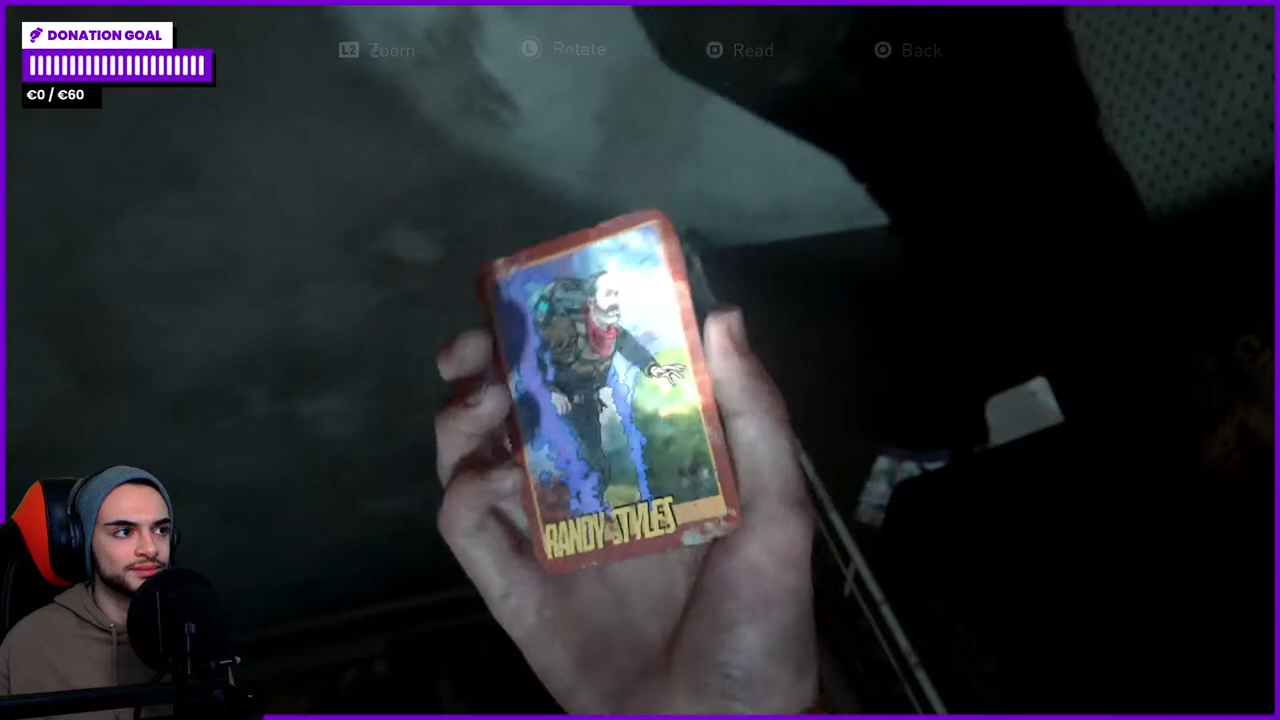 DONATION GOAL
€0 / €60
L2 Zoom
L Rotate
Read
Back
RANDY STYLES